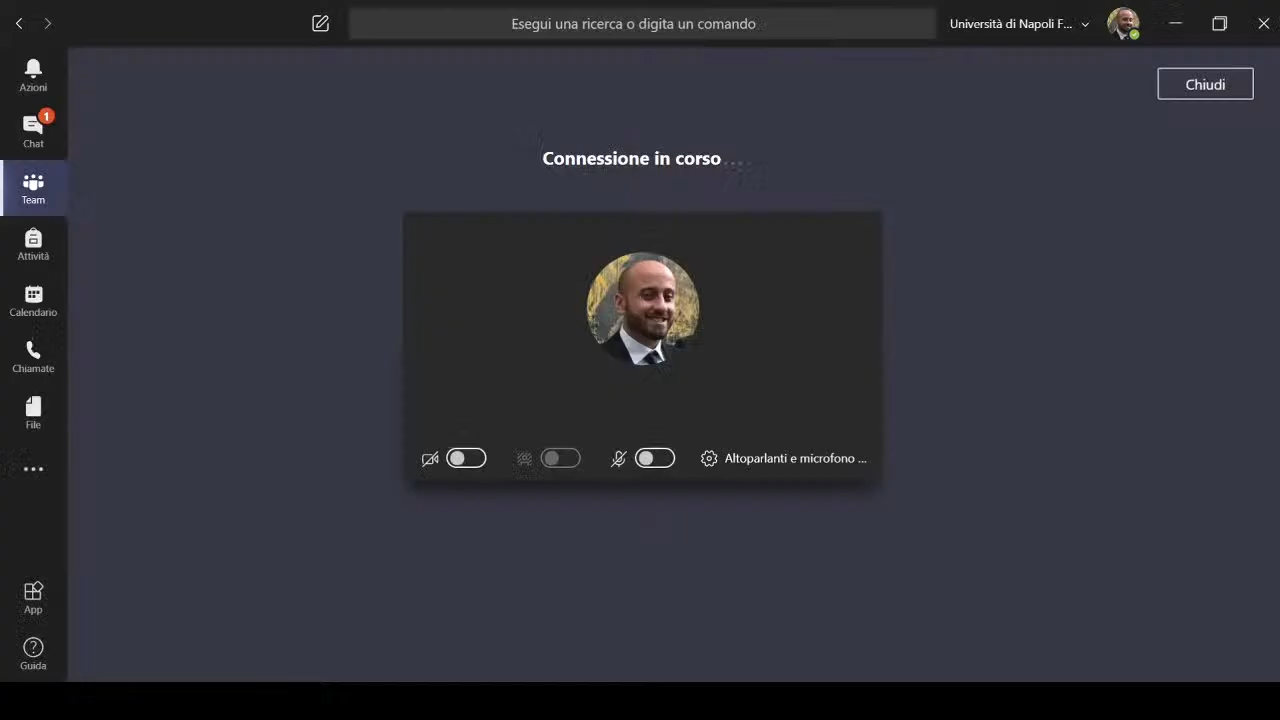 Esegui una ricerca o digita un comando
Università di Napoli F...
Azioni
1
Chat
Team
Attività
Calendario
Chiamate
File
App
Guida
Chiudi
Connessione in corso
Altoparlanti e microfono ...